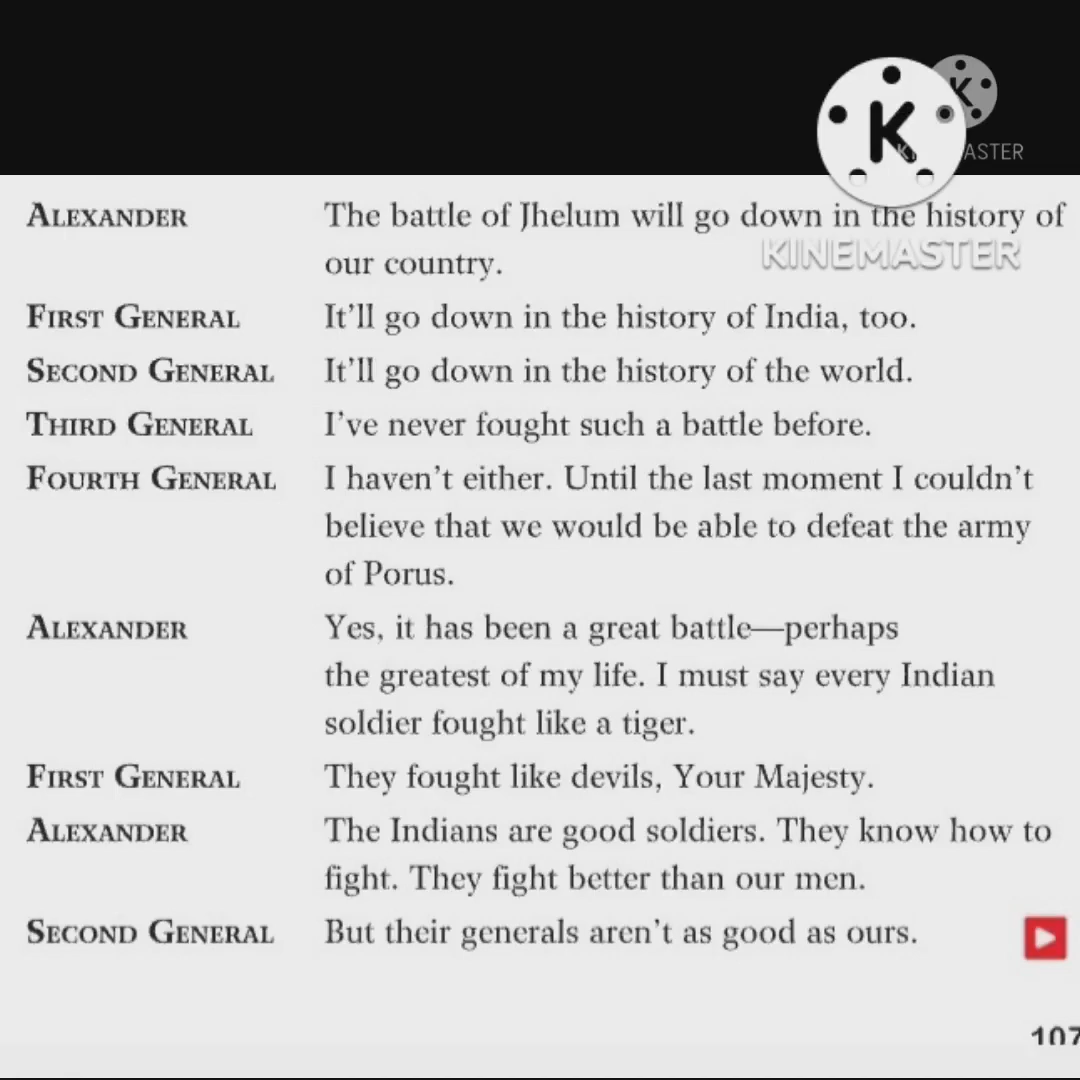 K
K
KINEMASTER
ALEXANDER The battle of Jhelum will go down in the history of
our country.
KINEMASTER
FIRST GENERAL It'll go down in the history of India, too.
SECOND GENERAL It'll go down in the history of the world.
THIRD GENERAL I've never fought such a battle before.
FOURTH GENERAL I haven't either. Until the last moment I couldn't
believe that we would be able to defeat the army
of Porus.
ALEXANDER Yes, it has been a great battle—perhaps
the greatest of my life. I must say every Indian
soldier fought like a tiger.
FIRST GENERAL They fought like devils, Your Majesty.
ALEXANDER The Indians are good soldiers. They know how to
fight. They fight better than our men.
SECOND GENERAL But their generals aren't as good as ours.
107